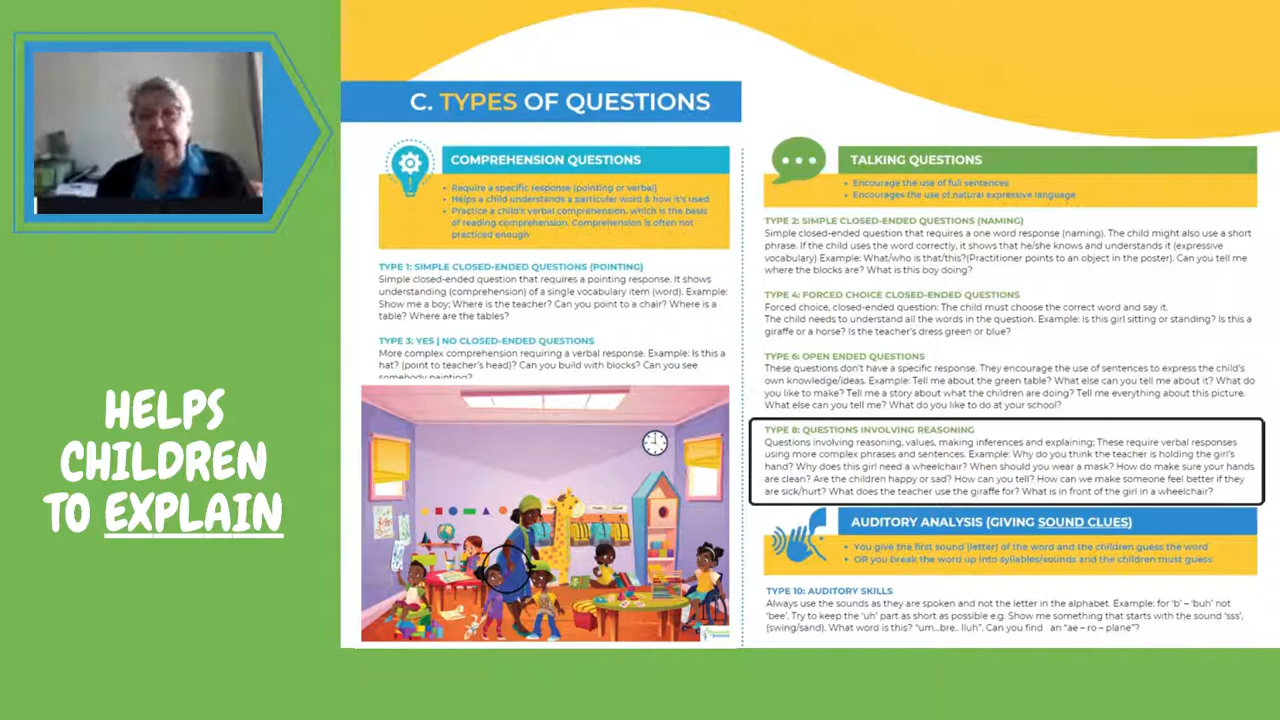 HELPS
CHILDREN
TO EXPLAIN
C. TYPES OF QUESTIONS
COMPREHENSION QUESTIONS
• Require a specific response (pointing or verbal)
• Helps a child understands a particular word & how it's used
• Practice a child's verbal comprehension, which is the basis
of reading comprehension. Comprehension is often not
practiced enough
TYPE 1: SIMPLE CLOSED-ENDED QUESTIONS (POINTING)
Simple closed-ended question that requires a pointing response. It shows
understanding (comprehension) of a single vocabulary item (word). Example:
Show me a boy; Where is the teacher? Can you point to a chair? Where is a
table? Where are the tables?
TYPE 3: YES | NO CLOSED-ENDED QUESTIONS
More complex comprehension requiring a verbal response. Example: Is this a
hat? (point to teacher's head)? Can you build with blocks? Can you see
somebody painting?
TALKING QUESTIONS
• Encourage the use of full sentences
• Encourages the use of natural expressive language
TYPE 2: SIMPLE CLOSED-ENDED QUESTIONS (NAMING)
Simple closed-ended question that requires a one word response (naming). The child might also use a short
phrase. If the child uses the word correctly, it shows that he/she knows and understands it (expressive
vocabulary) Example: What/who is that/this?(Practitioner points to an object in the poster). Can you tell me
where the blocks are? What is this boy doing?
TYPE 4: FORCED CHOICE CLOSED-ENDED QUESTIONS
Forced choice, closed-ended question: The child must choose the correct word and say it.
The child needs to understand all the words in the question. Example: is this girl sitting or standing? Is this a
giraffe or a horse? Is the teacher's dress green or blue?
TYPE 6: OPEN ENDED QUESTIONS
These questions don't have a specific response. They encourage the use of sentences to express the child's
own knowledge/ideas. Example: Tell me about the green table? What else can you tell me about it? What do
you like to make? Tell me a story about what the children are doing? Tell me everything about this picture.
What else can you tell me? What do you like to do at your school?
TYPE 8: QUESTIONS INVOLVING REASONING
Questions involving reasoning, values, making inferences and explaining; These require verbal responses
using more complex phrases and sentences. Example: Why do you think the teacher is holding the girl's
hand? Why does this girl need a wheelchair? When should you wear a mask? How do make sure your hands
are clean? Are the children happy or sad? How can you tell? How can we make someone feel better if they
are sick/hurt? What does the teacher use the giraffe for? What is in front of the girl in a wheelchair?
AUDITORY ANALYSIS (GIVING SOUND CLUES)
• You give the first sound (letter) of the word and the children guess the word
• OR you break the word up into syllables/sounds and the children must guess
TYPE 10: AUDITORY SKILLS
Always use the sounds as they are spoken and not the letter in the alphabet. Example: for 'b' – 'buh' not
'bee'. Try to keep the 'uh' part as short as possible e.g. Show me something that starts with the sound 'sss',
(swing/sand). What word is this? "um...bre.. lluh". Can you find an "ae – ro – plane"?